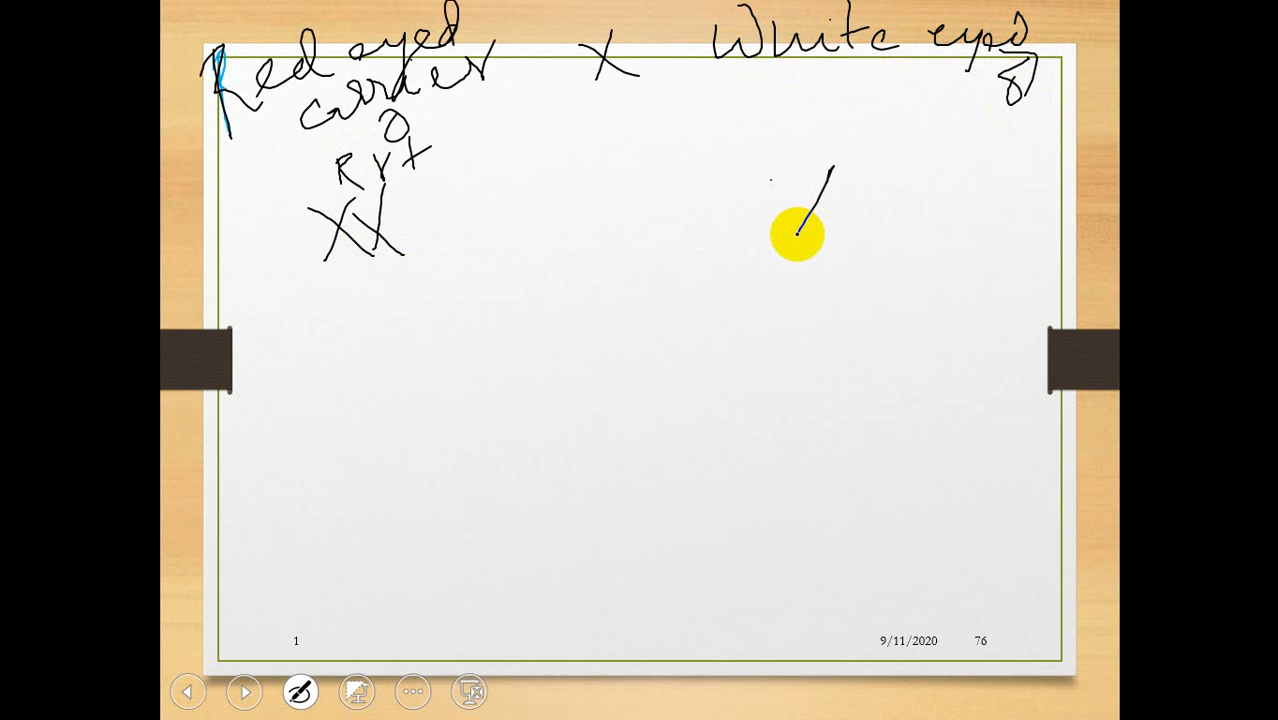 Red eyed X White eyed
carrier
R r
XX
1 9/11/2020 76